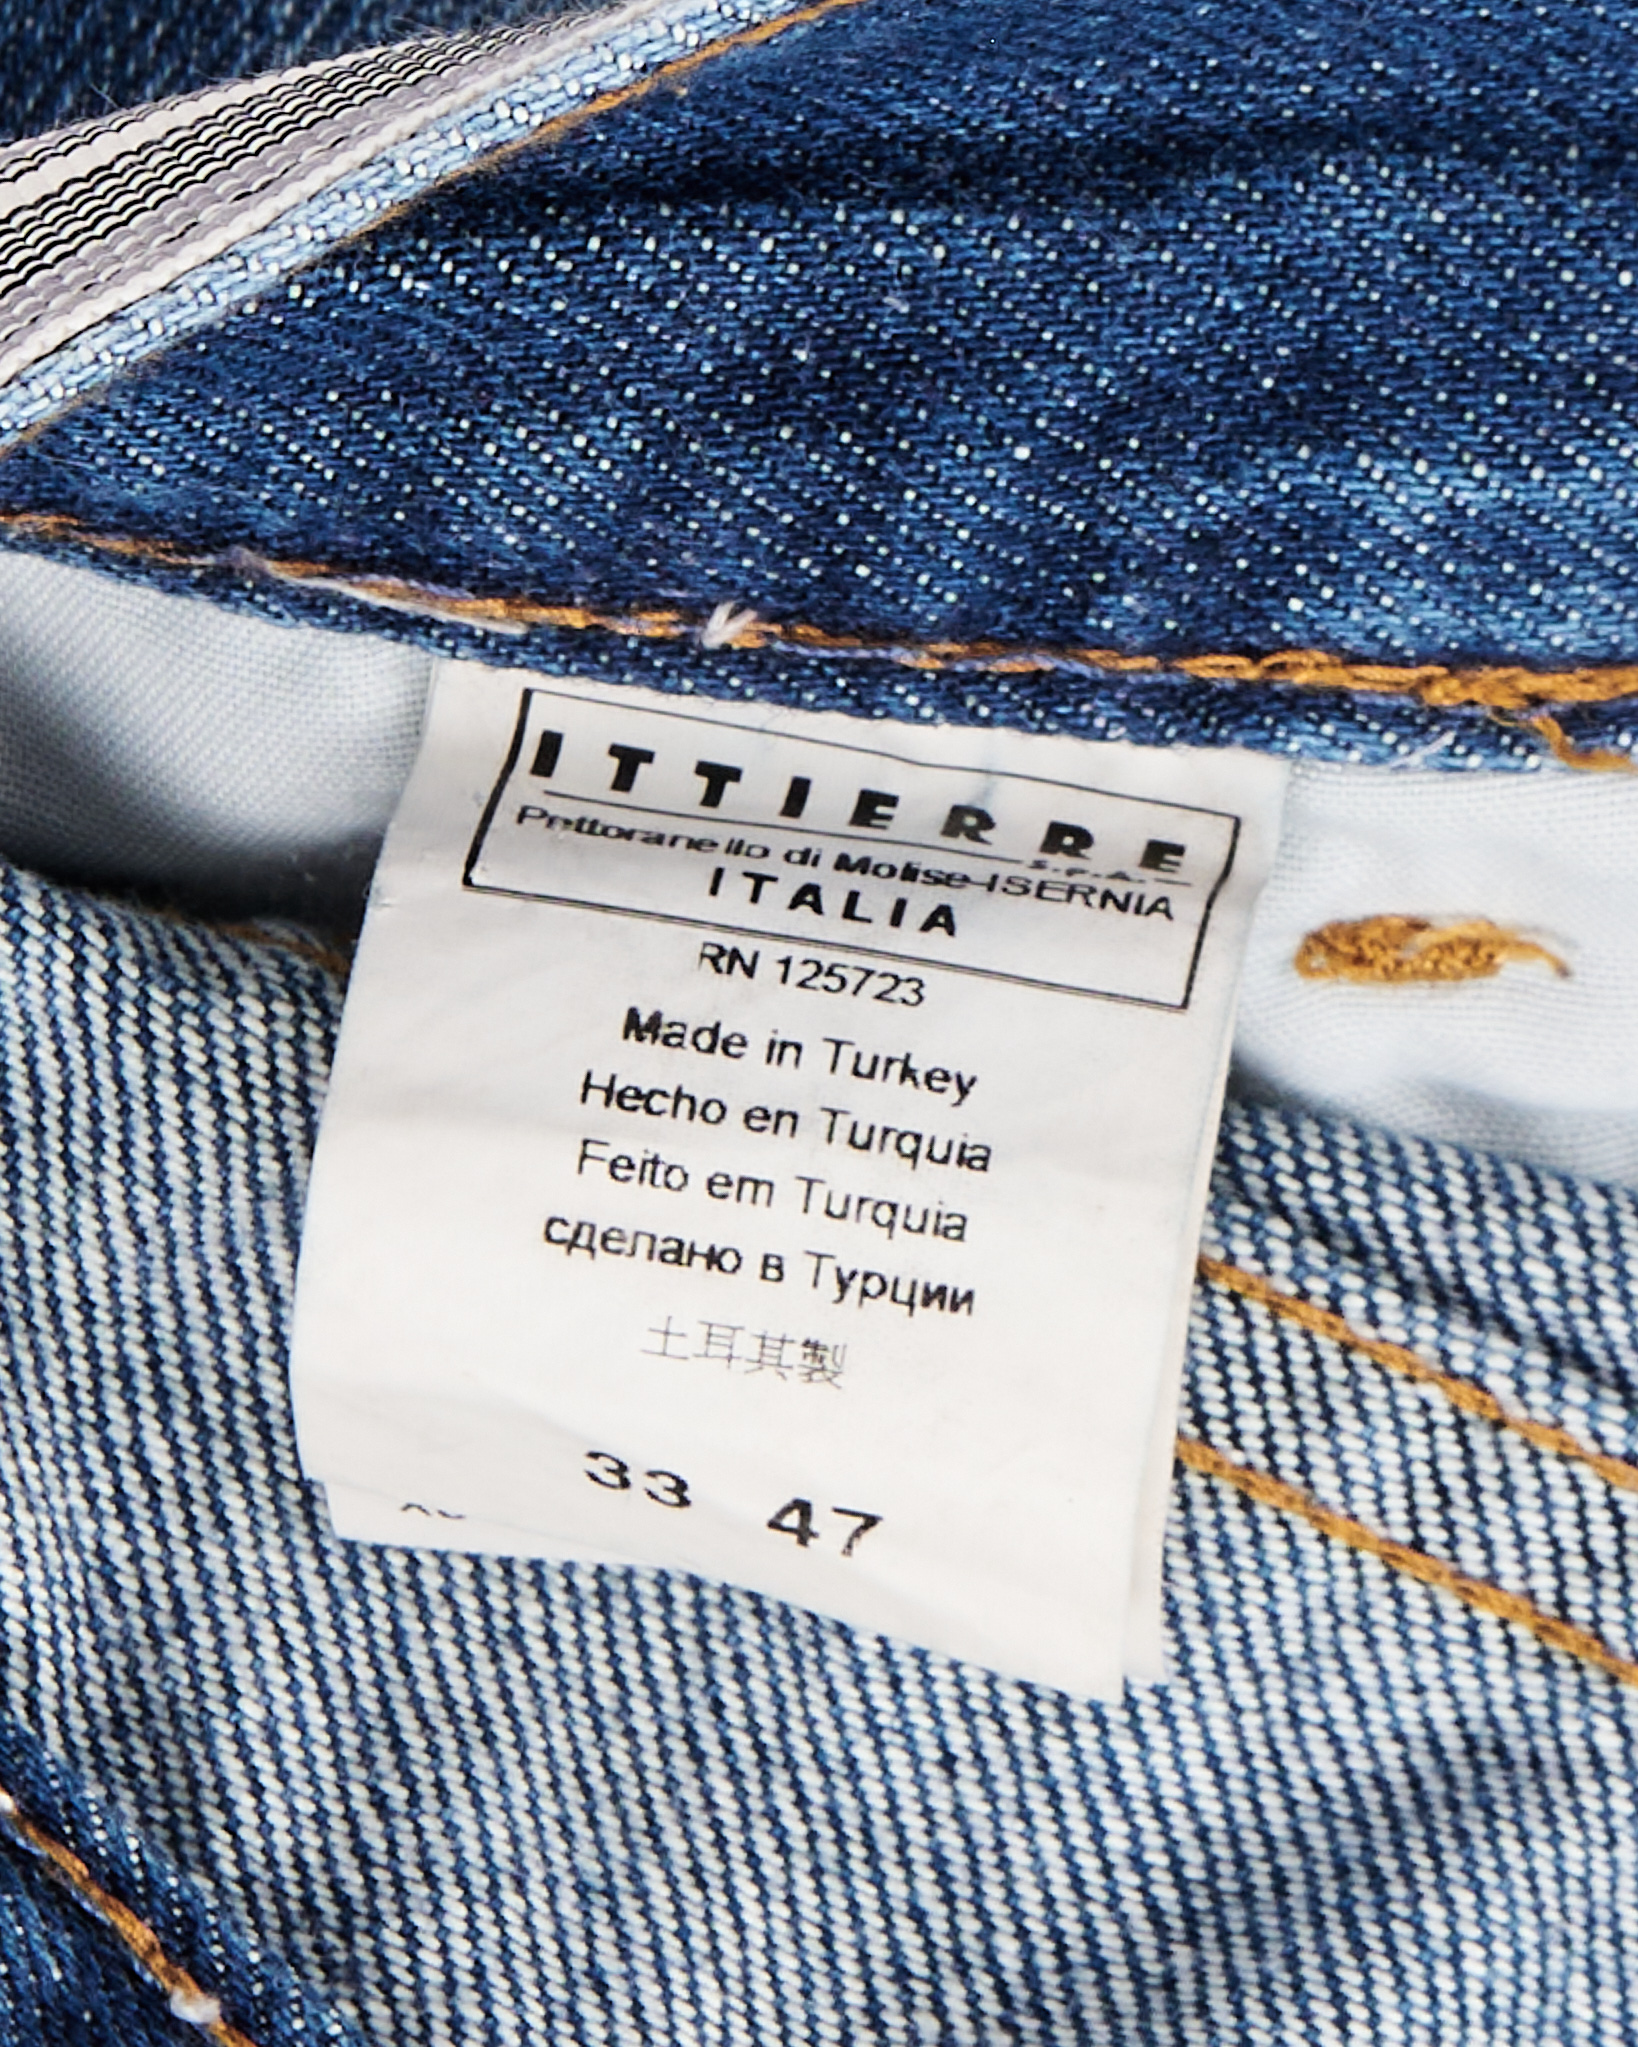 ITTIERRE
s.p.A.
Pettoranello di Molise-ISERNIA
ITALIA
RN 125723
Made in Turkey
Hecho en Turquia
Feito em Turquia
сделано в Турции
土耳其製
33 47